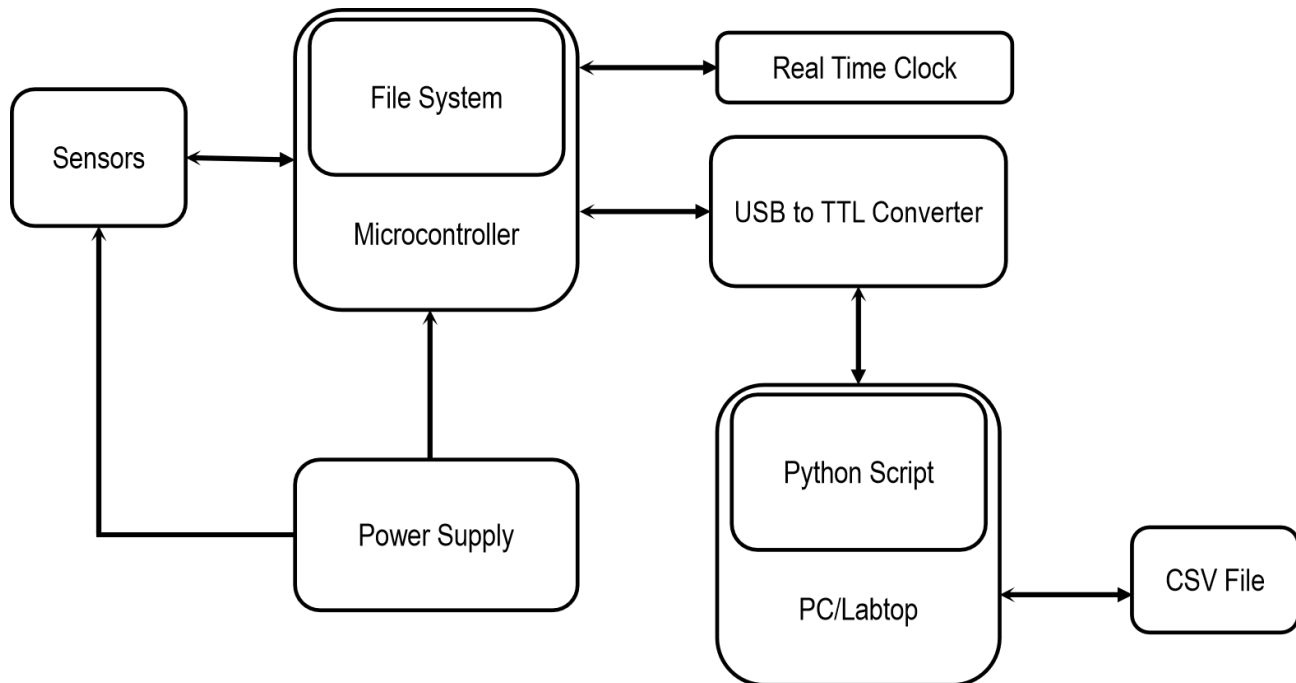 File System
Real Time Clock
Sensors
USB to TTL Converter
Microcontroller
Python Script
Power Supply
CSV File
PC/Labtop